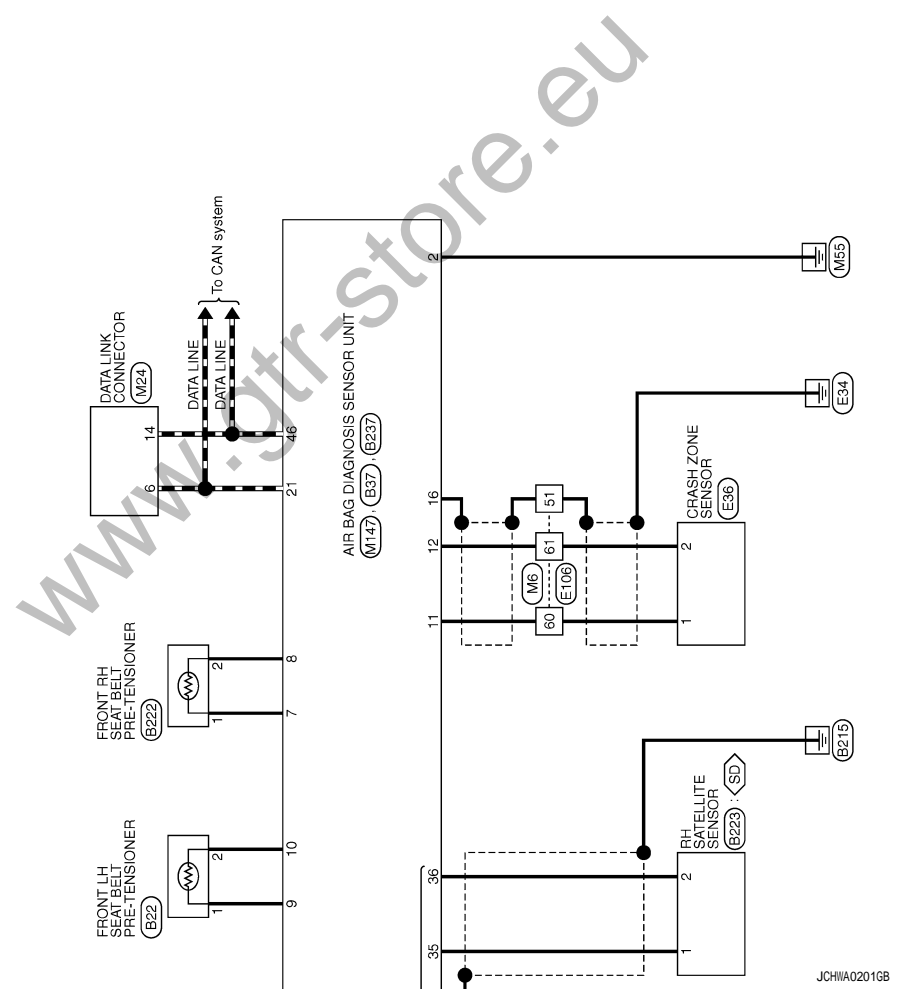 www.gtr-store.eu
To CAN system
DATA LINE
DATA LINE
DATA LINK
CONNECTOR
M24
14
6
46
21
AIR BAG DIAGNOSIS SENSOR UNIT
M147 , B37 , B237
2
M55
E34
16
12
11
51
61
60
M6
E106
CRASH ZONE
SENSOR
E36
2
1
FRONT RH
SEAT BELT
PRE-TENSIONER
B222
2
1
8
7
FRONT LH
SEAT BELT
PRE-TENSIONER
B22
2
1
10
9
B215
RH
SATELLITE
SENSOR
B223 : SD
36
35
2
1
JCHWA0201GB